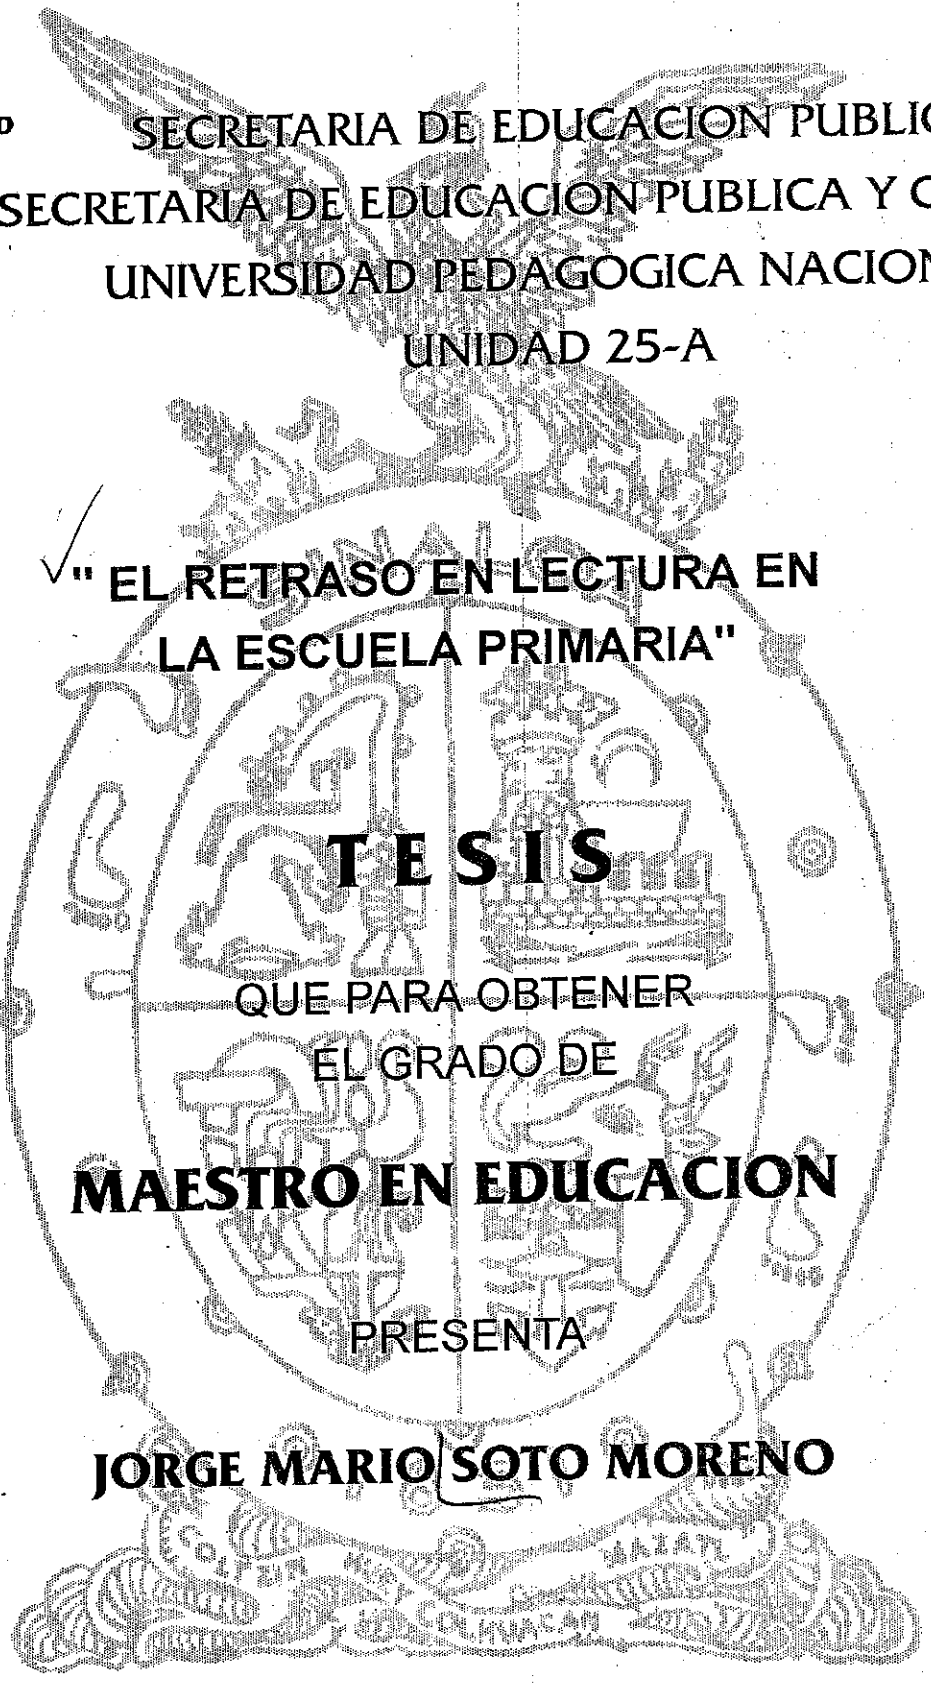 SECRETARIA DE EDUCACION PUBLIC
SECRETARIA DE EDUCACION PUBLICA Y C
UNIVERSIDAD PEDAGOGICA NACION
UNIDAD 25-A
" EL RETRASO EN LECTURA EN
LA ESCUELA PRIMARIA"
TESIS
QUE PARA OBTENER
EL GRADO DE
MAESTRO EN EDUCACION
PRESENTA
JORGE MARIO SOTO MORENO